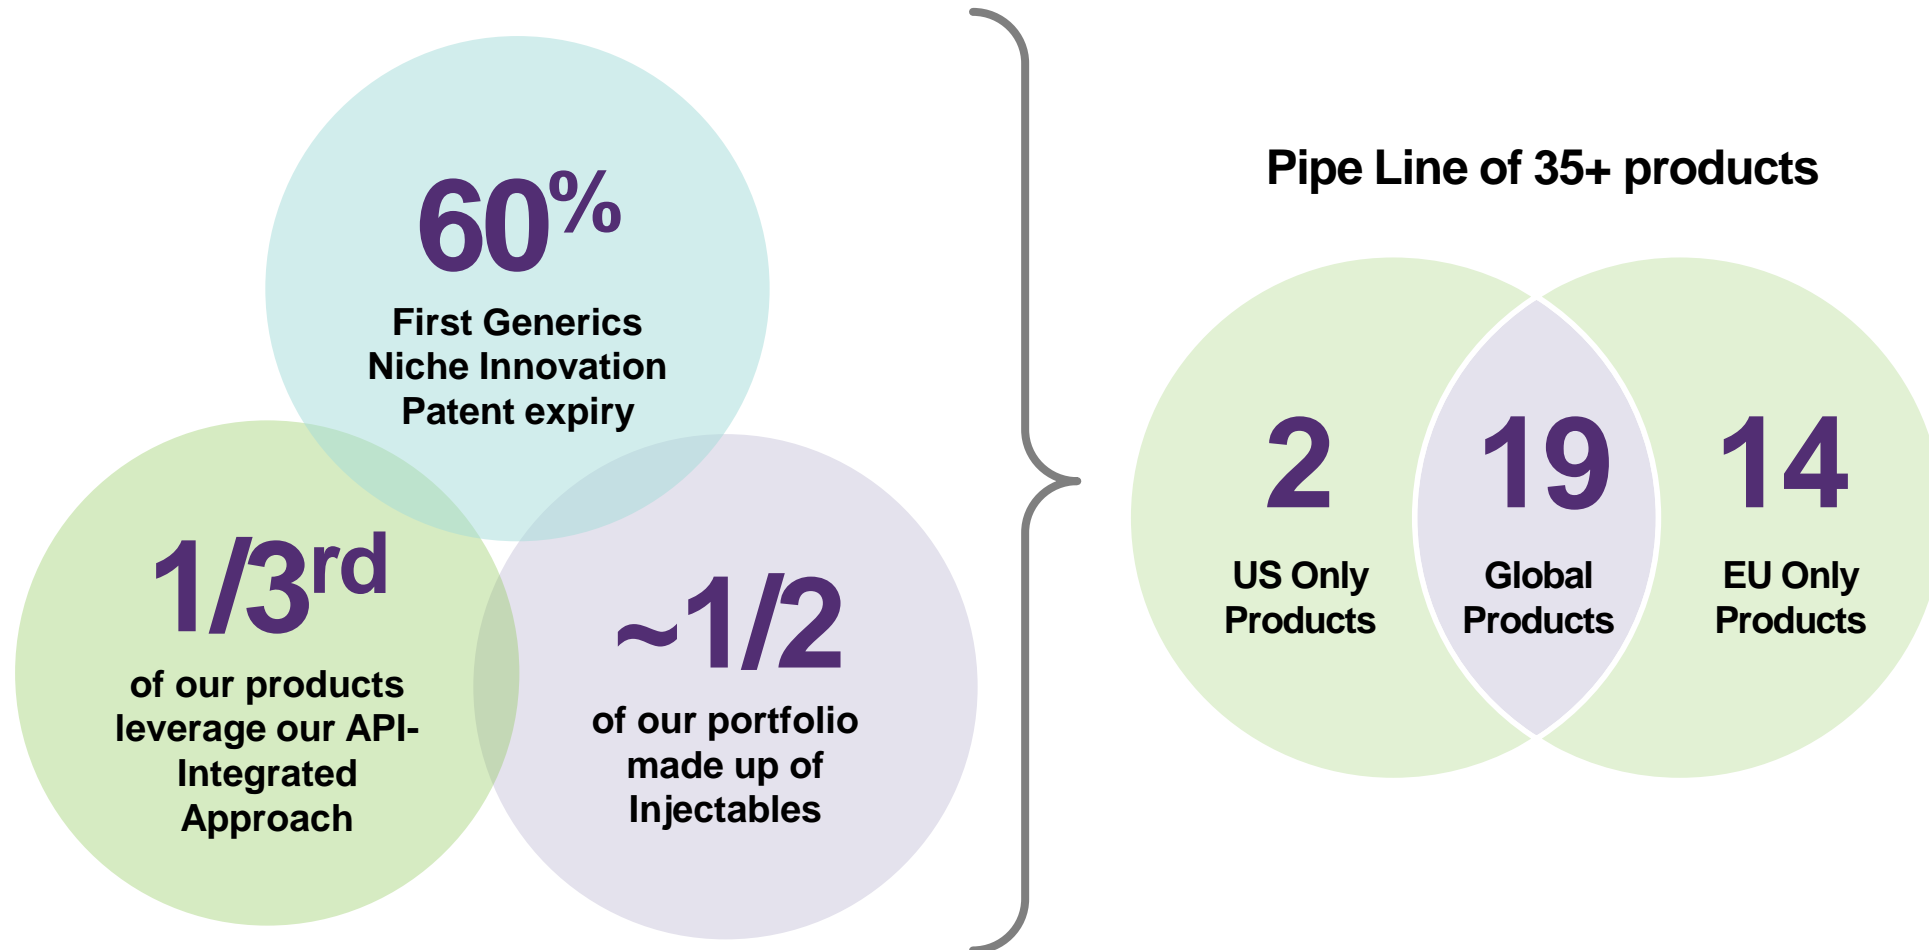 60%
First Generics
Niche Innovation
Patent expiry
1/3rd
of our products
leverage our API-
Integrated
Approach
~1/2
of our portfolio
made up of
Injectables
Pipe Line of 35+ products
2
US Only
Products
19
Global
Products
14
EU Only
Products